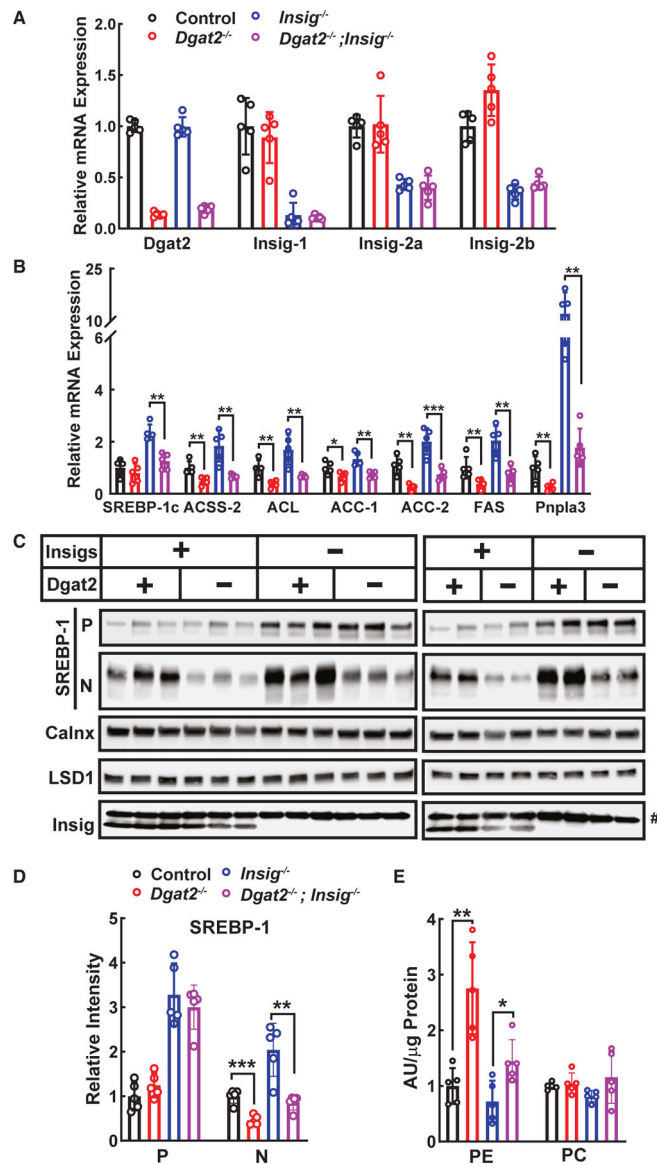 A
Control
Insig-/-
Dgat2-/-
Dgat2-/-;Insig-/-
Relative mRNA Expression
2.0
1.5
1.0
0.5
0.0
Dgat2 Insig-1 Insig-2a Insig-2b
B
Relative mRNA Expression
25
10
6
4
2
0
** ** ** ** ** * ** ** *** ** ** ** **
SREBP-1c ACSS-2 ACL ACC-1 ACC-2 FAS Pnpla3
C
Insigs + − + −
Dgat2 + − + − + − + −
SREBP-1
P
N
Calnx
LSD1
Insig #
D
Control
Insig-/-
Dgat2-/-
Dgat2-/-; Insig-/-
SREBP-1
Relative Intensity
5
4
3
2
1
0
*** **
P N
E
AU/μg Protein
4
3
2
1
0
** *
PE PC